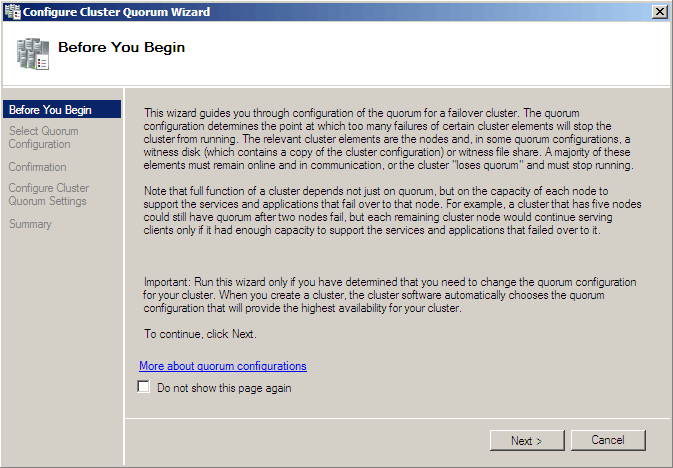 Configure Cluster Quorum Wizard
Before You Begin
Before You Begin
Select Quorum
Configuration
Confirmation
Configure Cluster
Quorum Settings
Summary
This wizard guides you through configuration of the quorum for a failover cluster. The quorum
configuration determines the point at which too many failures of certain cluster elements will stop the
cluster from running. The relevant cluster elements are the nodes and, in some quorum configurations, a
witness disk (which contains a copy of the cluster configuration) or witness file share. A majority of these
elements must remain online and in communication, or the cluster "loses quorum" and must stop running.
Note that full function of a cluster depends not just on quorum, but on the capacity of each node to
support the services and applications that fail over to that node. For example, a cluster that has five nodes
could still have quorum after two nodes fail, but each remaining cluster node would continue serving
clients only if it had enough capacity to support the services and applications that failed over to it.
Important: Run this wizard only if you have determined that you need to change the quorum configuration
for your cluster. When you create a cluster, the cluster software automatically chooses the quorum
configuration that will provide the highest availability for your cluster.
To continue, click Next.
More about quorum configurations
Do not show this page again
Next >
Cancel